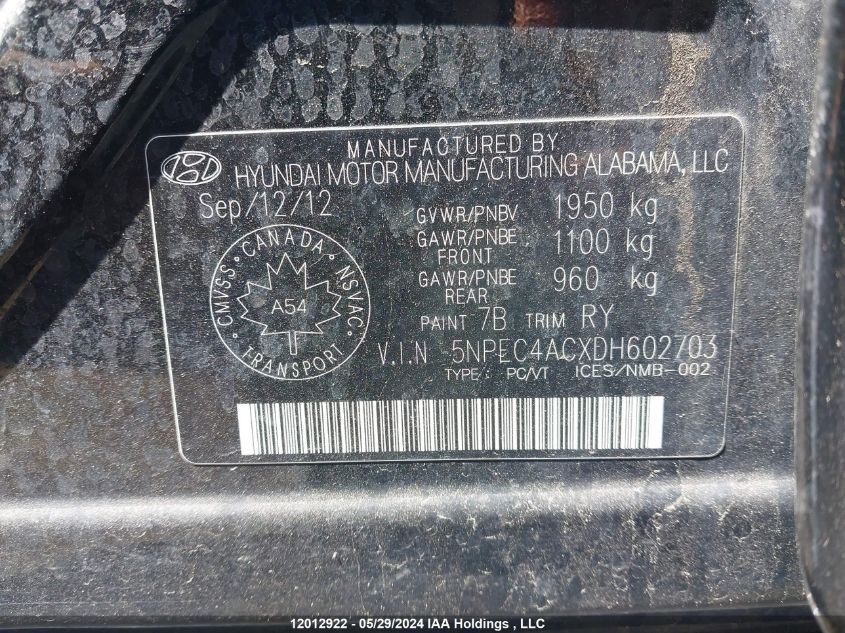 MANUFACTURED BY
HYUNDAI MOTOR MANUFACTURING ALABAMA, LLC
Sep/12/12
GVWR/PNBV 1950 kg
GAWR/PNBE FRONT 1100 kg
GAWR/PNBE REAR 960 kg
CANADA
CMVSS
NSVAC
A54
TRANSPORT
PAINT 7B TRIM RY
V.I.N 5NPEC4ACXDH602703
TYPE: PC/VT ICES/NMB-002
12012922 - 05/29/2024 IAA Holdings , LLC